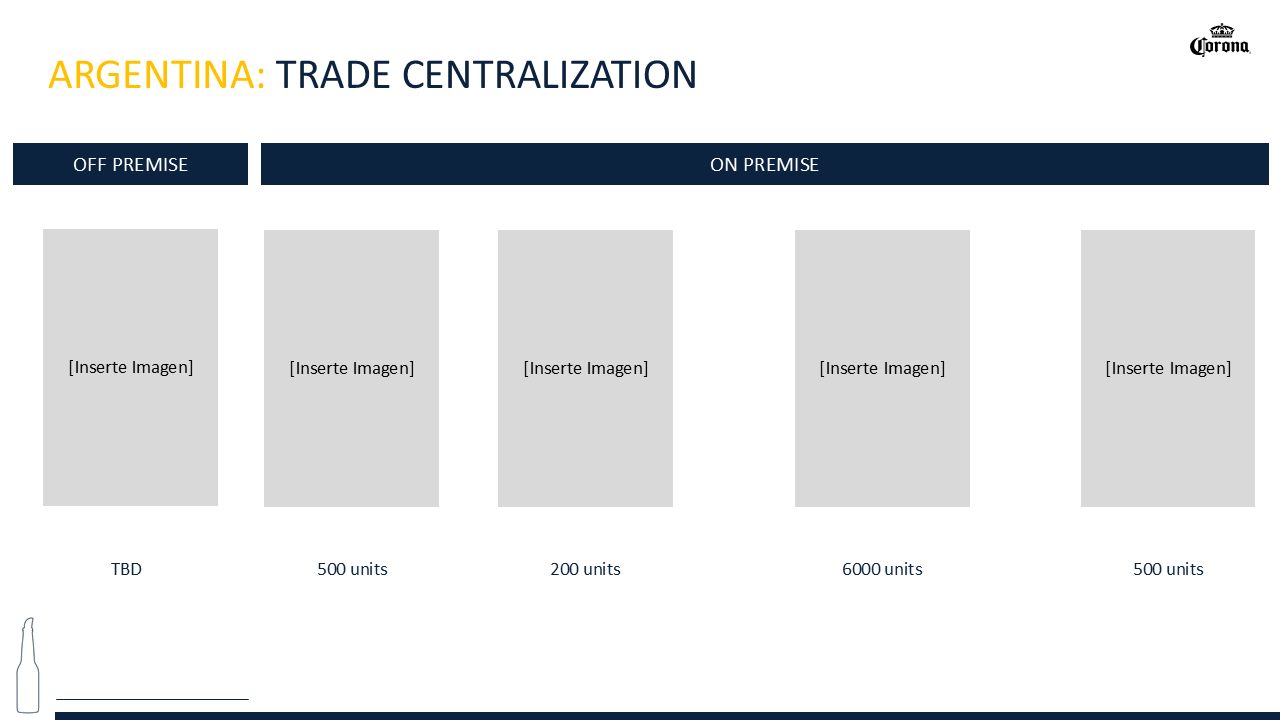 Corona
ARGENTINA: TRADE CENTRALIZATION
OFF PREMISE
ON PREMISE
[Inserte Imagen]
[Inserte Imagen]
[Inserte Imagen]
[Inserte Imagen]
[Inserte Imagen]
TBD
500 units
200 units
6000 units
500 units